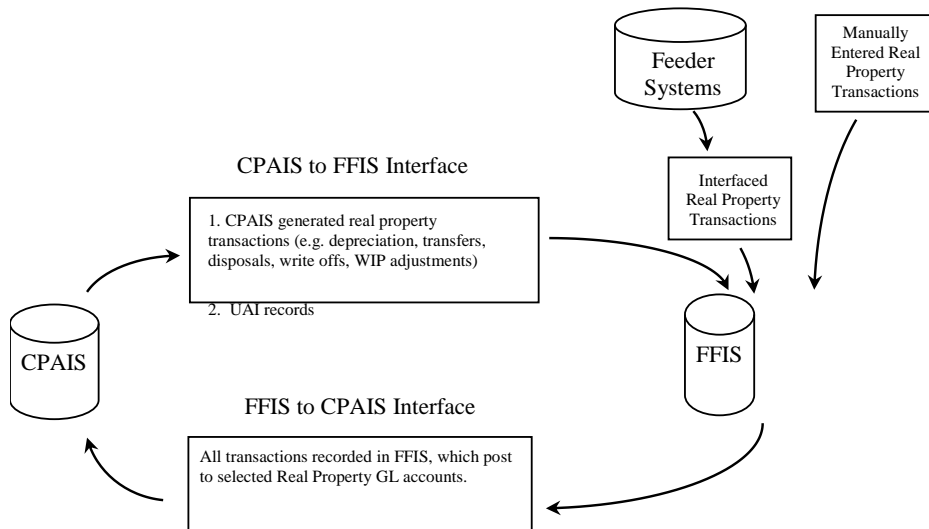 Feeder
Systems
Manually
Entered Real
Property
Transactions
CPAIS to FFIS Interface
Interfaced
Real Property
Transactions
1. CPAIS generated real property
transactions (e.g. depreciation, transfers,
disposals, write offs, WIP adjustments)
2. UAI records
CPAIS
FFIS
FFIS to CPAIS Interface
All transactions recorded in FFIS, which post
to selected Real Property GL accounts.